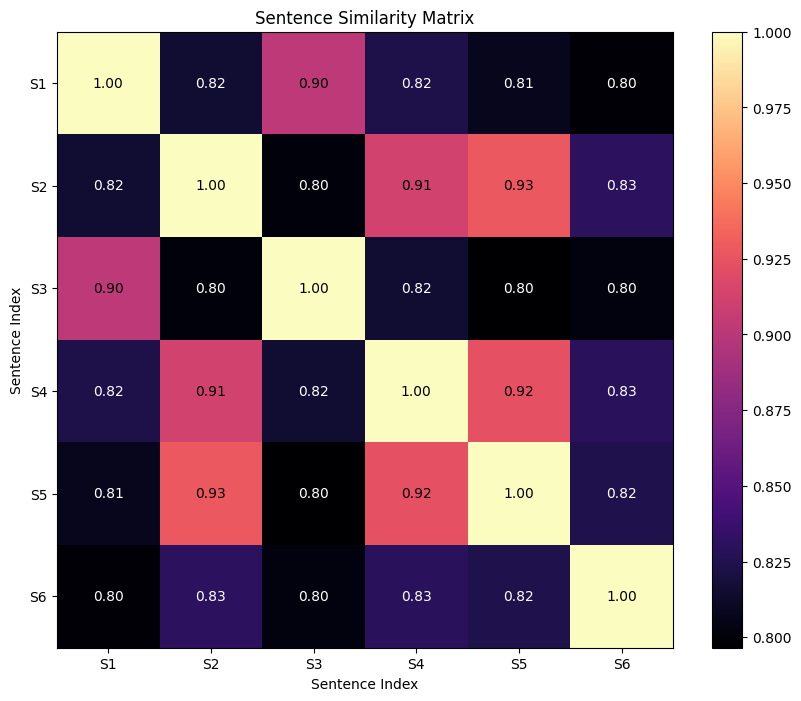 Sentence Similarity Matrix
S1 1.00 0.82 0.90 0.82 0.81 0.80
S2 0.82 1.00 0.80 0.91 0.93 0.83
S3 0.90 0.80 1.00 0.82 0.80 0.80
S4 0.82 0.91 0.82 1.00 0.92 0.83
S5 0.81 0.93 0.80 0.92 1.00 0.82
S6 0.80 0.83 0.80 0.83 0.82 1.00
S1 S2 S3 S4 S5 S6
Sentence Index
Sentence Index
1.000
0.975
0.950
0.925
0.900
0.875
0.850
0.825
0.800